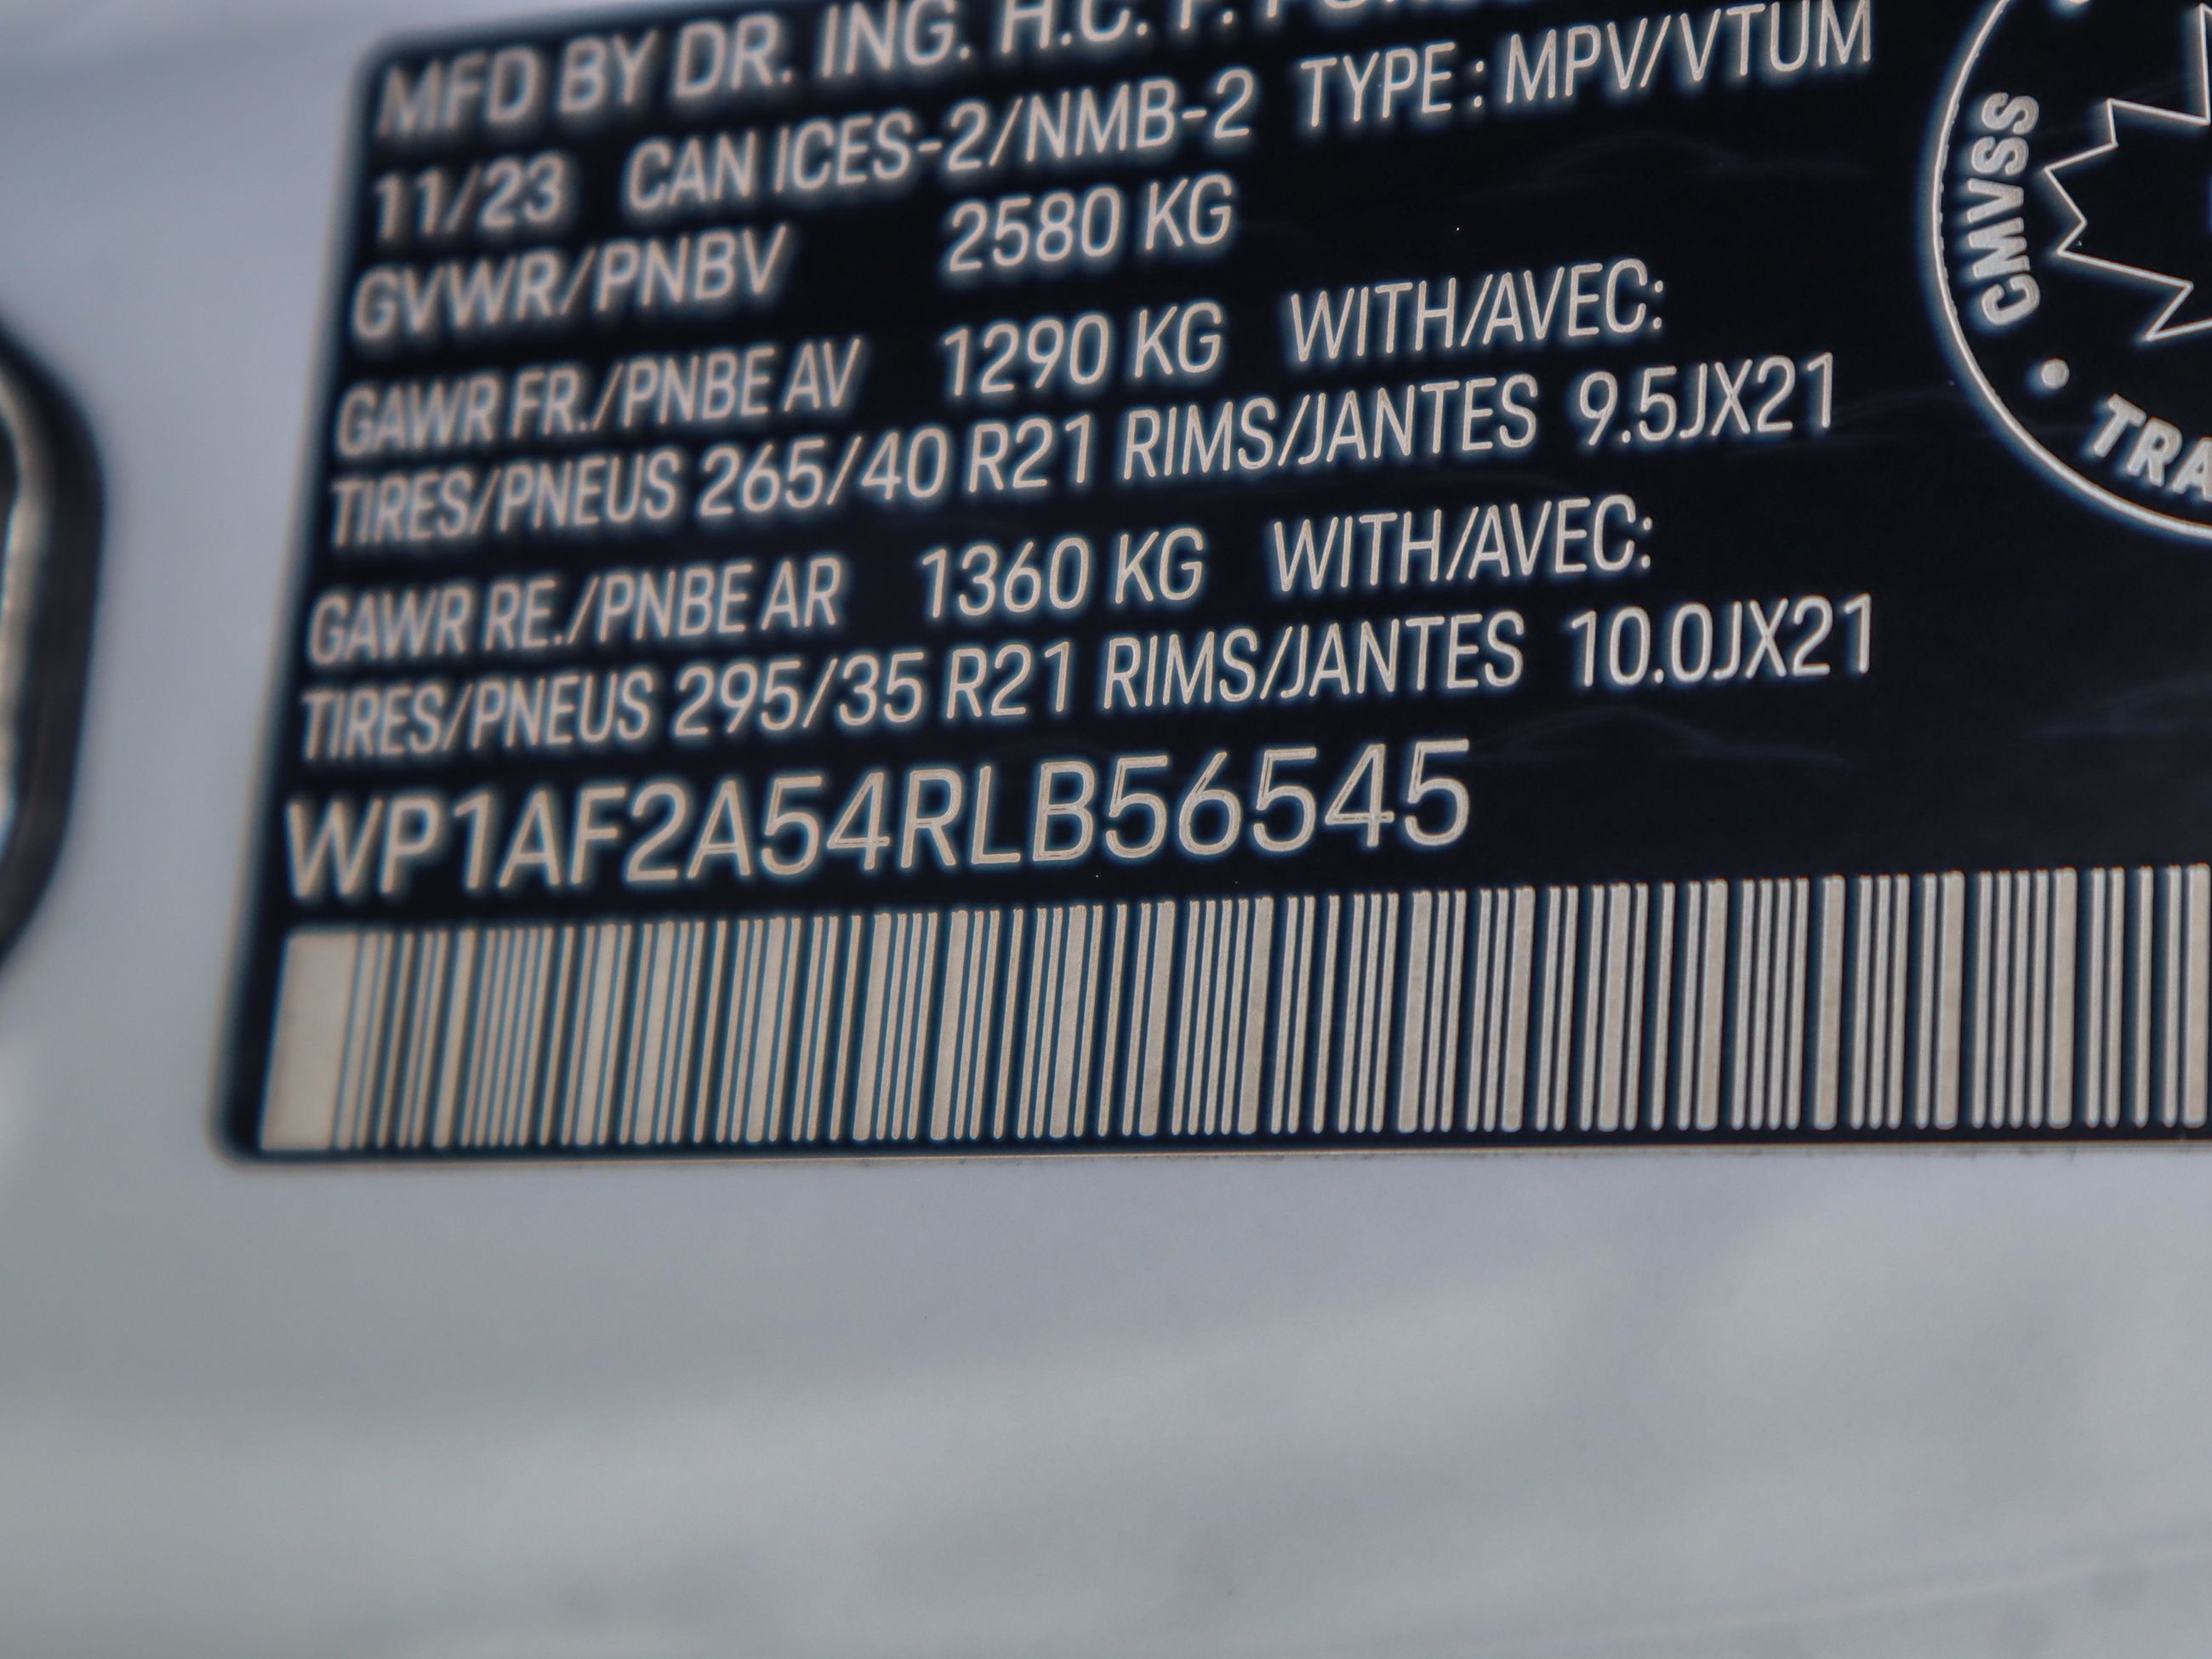 MFD BY DR. ING. H.C. F.
11/23 CAN ICES-2/NMB-2 TYPE : MPV/VTUM
GVWR/PNBV 2580 KG
GAWR FR./PNBE AV 1290 KG WITH/AVEC:
TIRES/PNEUS 265/40 R21 RIMS/JANTES 9.5JX21
GAWR RE./PNBE AR 1360 KG WITH/AVEC:
TIRES/PNEUS 295/35 R21 RIMS/JANTES 10.0JX21
WP1AF2A54RLB56545
CMVSS
• TRA